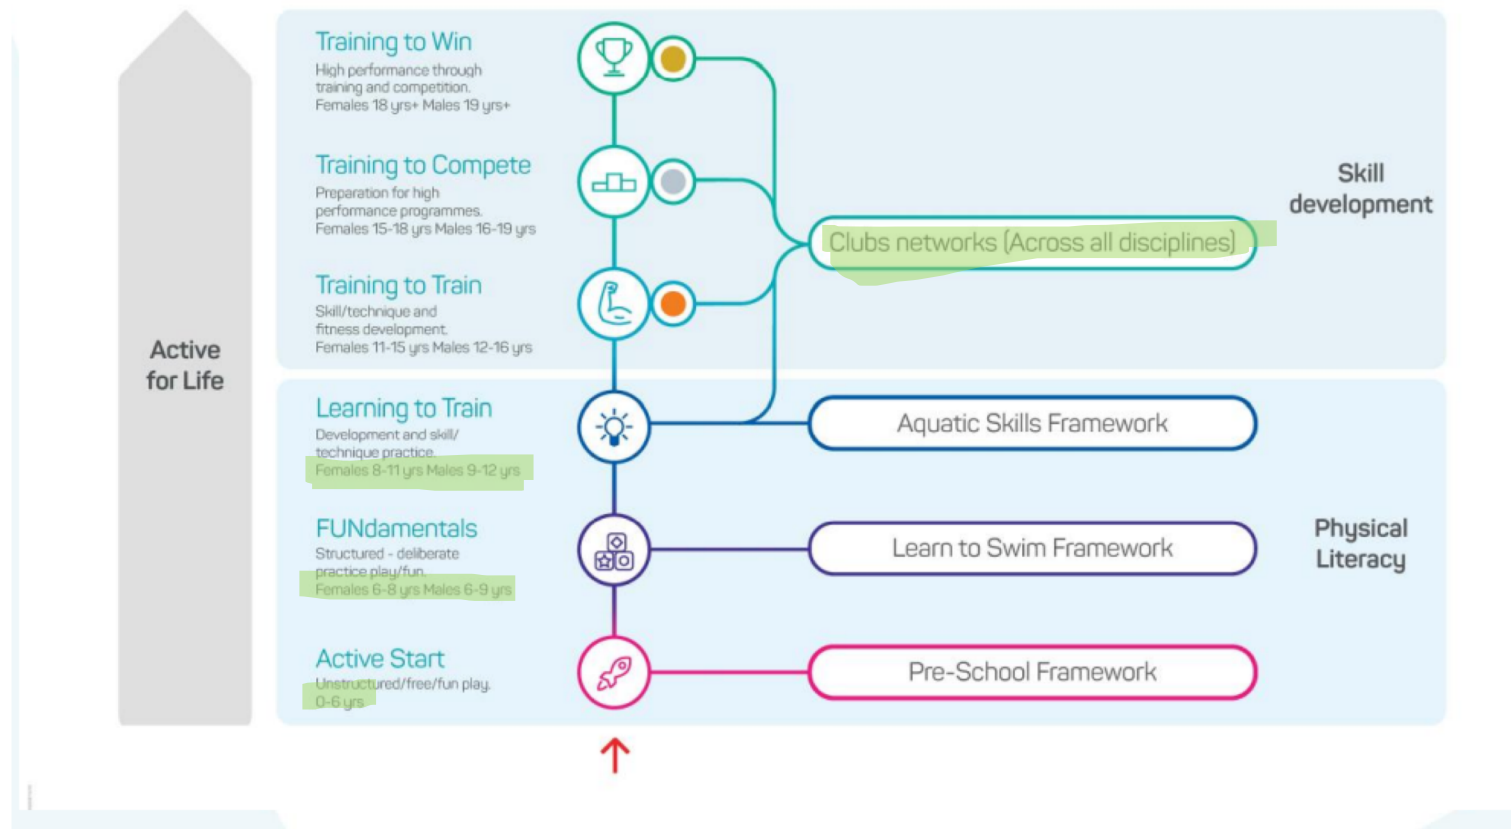 Training to Win
High performance through
training and competition.
Females 18 yrs+ Males 19 yrs+
Training to Compete
Preparation for high
performance programmes.
Females 15-18 yrs Males 16-19 yrs
Training to Train
Skill/technique and
fitness development.
Females 11-15 yrs Males 12-16 yrs
Clubs networks (Across all disciplines)
Skill
development
Active
for Life
Learning to Train
Development and skill/
technique practice.
Females 8-11 yrs Males 9-12 yrs
Aquatic Skills Framework
FUNdamentals
Structured - deliberate
practice play/fun.
Females 6-8 yrs Males 6-9 yrs
Learn to Swim Framework
Physical
Literacy
Active Start
Unstructured/free/fun play.
0-6 yrs
Pre-School Framework